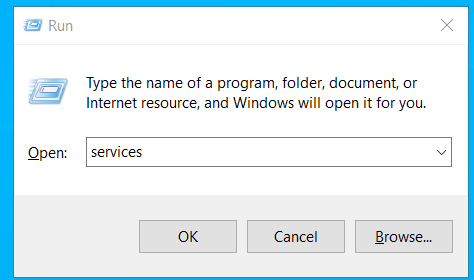 Run
Type the name of a program, folder, document, or
Internet resource, and Windows will open it for you.
Open: services
OK Cancel Browse...